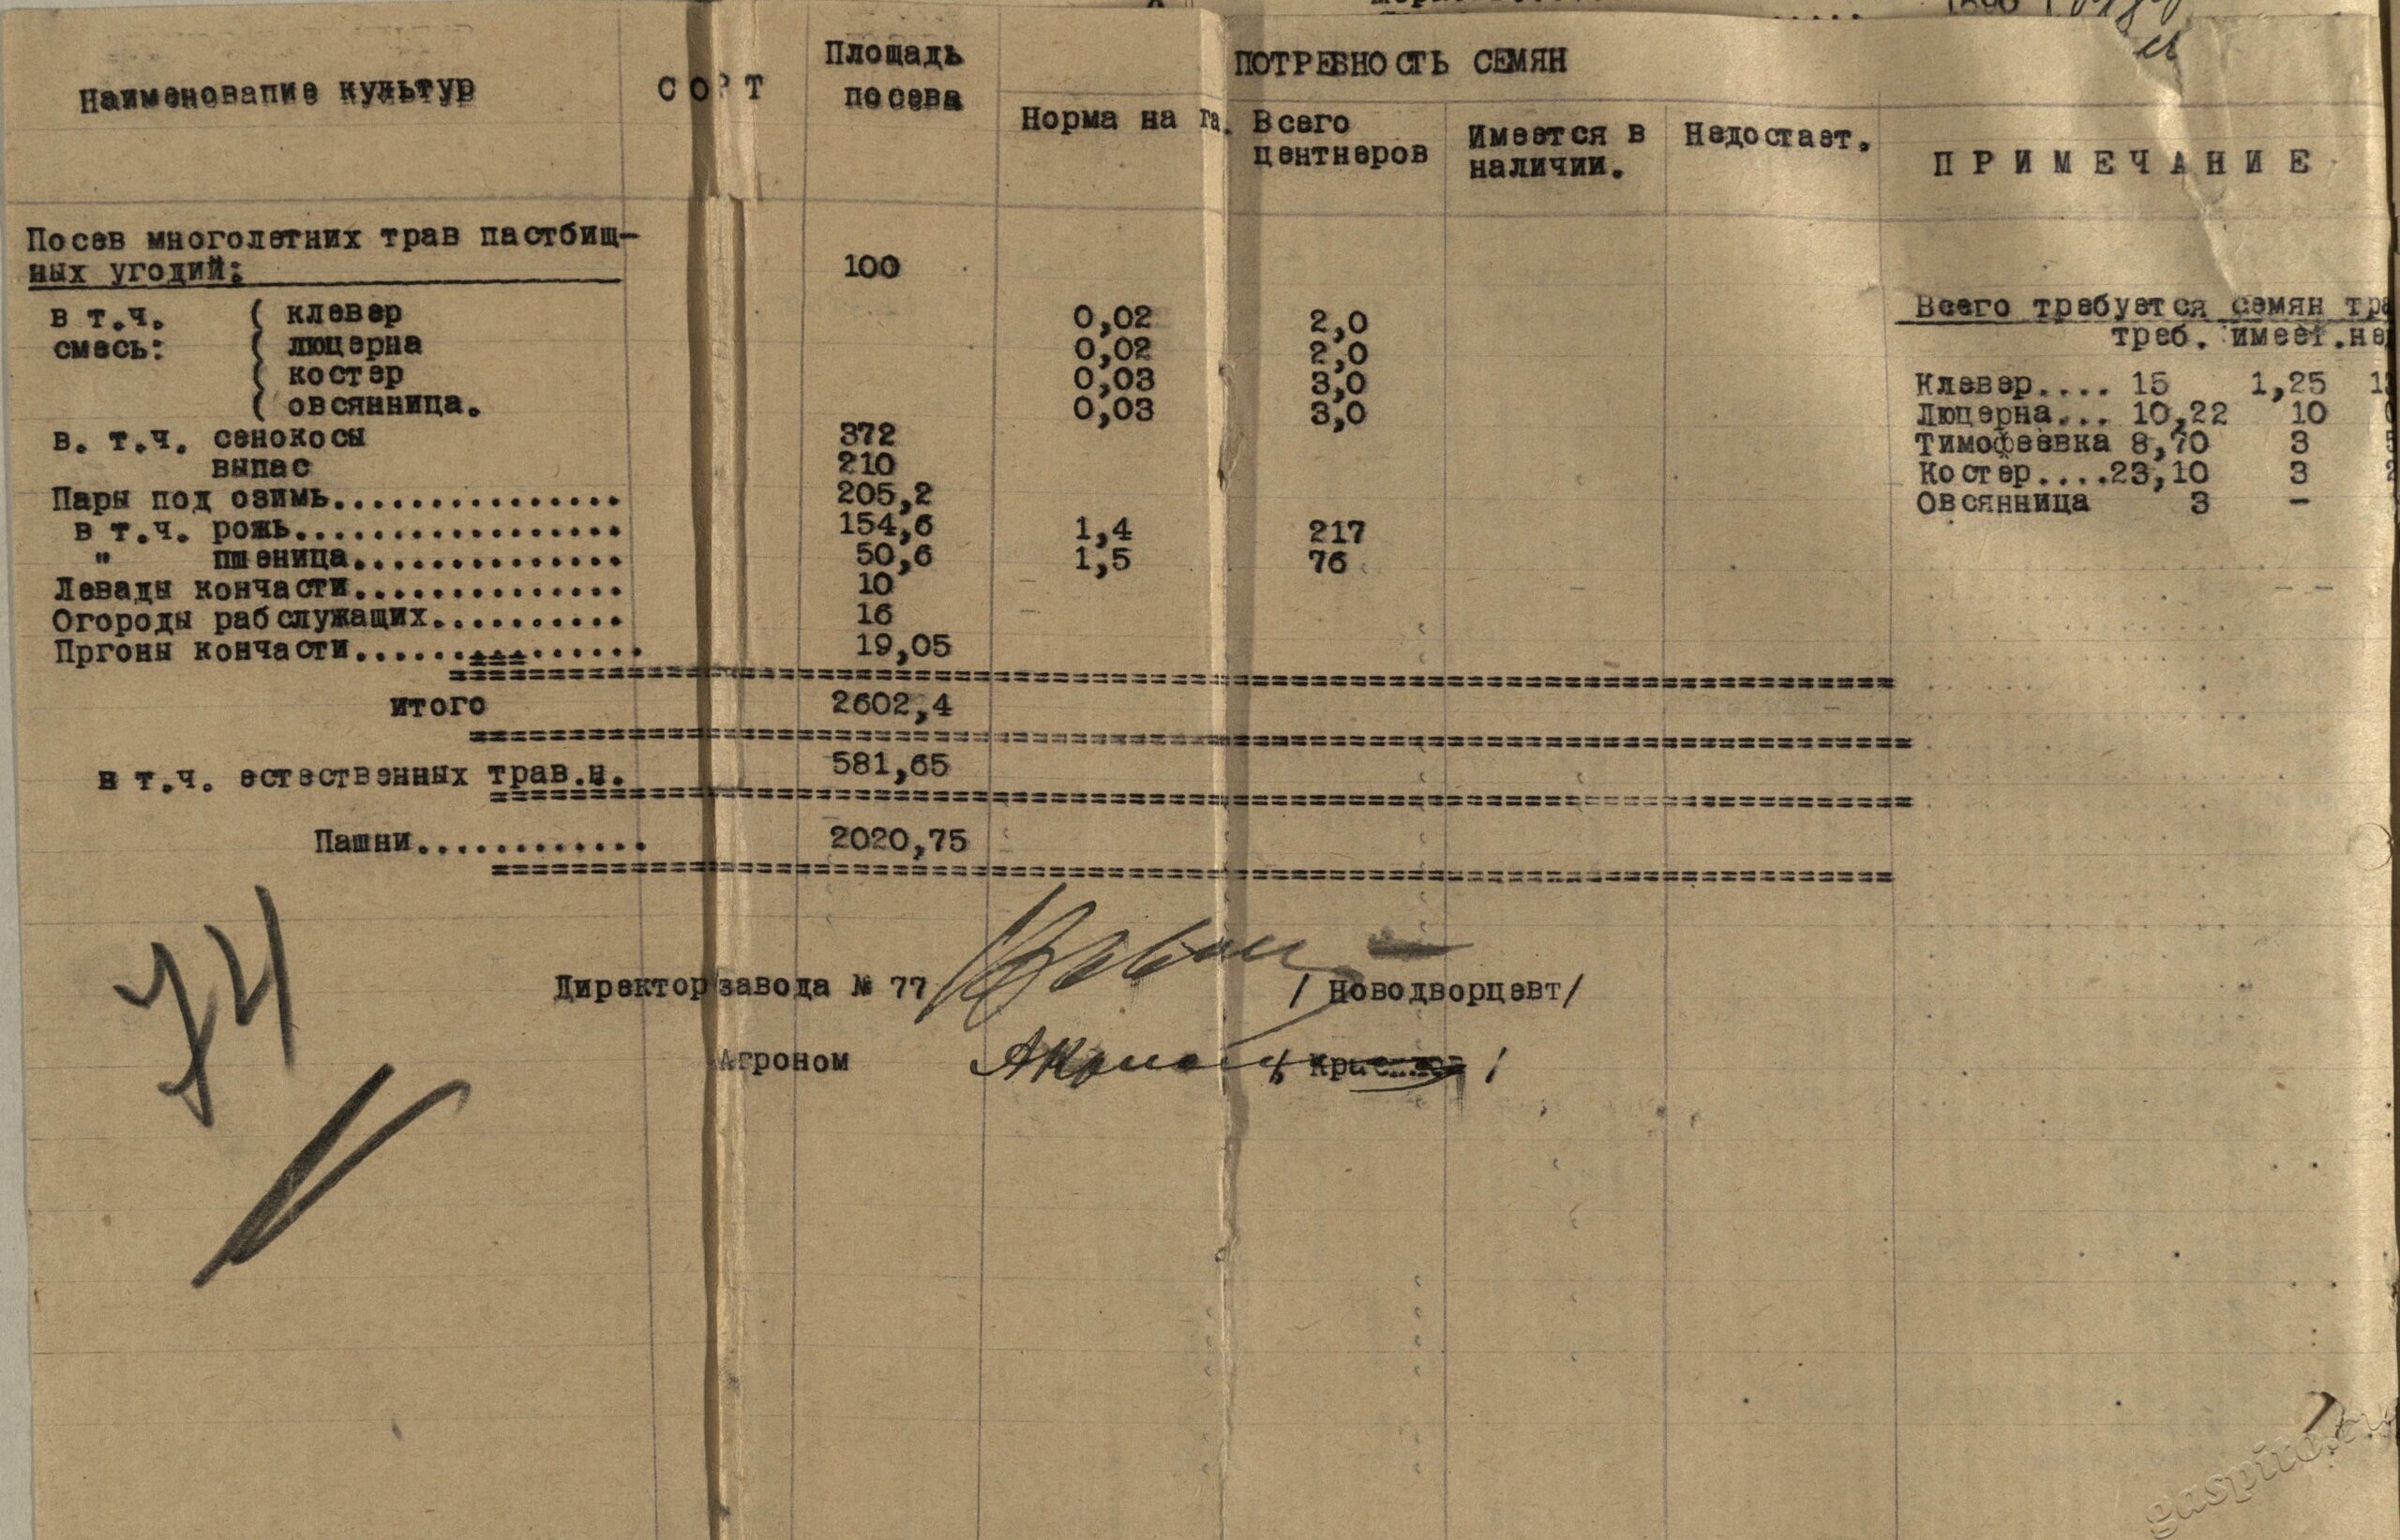 Наименование культур СОРТ Площадь посева ПОТРЕБНОСТЬ СЕМЯН
Норма на га. Всего центнеров Имеется в наличии. Недостает. ПРИМЕЧАНИЕ
Посев многолетних трав пастбищ-
ных угодий: 100
в т.ч. ( клевер 0,02 2,0
смесь: ( люцерна 0,02 2,0
( костер 0,03 3,0
( овсянница. 0,03 3,0
в. т.ч. сенокосы 372
выпас 210
Пары под озимь............... 205,2
в т.ч. рожь................. 154,6 1,4 217
" пшеница.............. 50,6 1,5 76
Левады кончасти.............. 10
Огороды рабслужащих.......... 16
Пргоны кончасти............... 19,05
итого 2602,4
в т.ч. естественных трав.н. 581,65
Пашни............ 2020,75
Всего требуется семян
треб. имеет.
Клевер.... 15 1,25
Люцерна... 10,22 10
Тимофеевка 8,70 3
Костер....23,10 3
Овсянница 3 -
74
Директор завода № 77 / Новодворцевт/
Агроном / /
gaspito